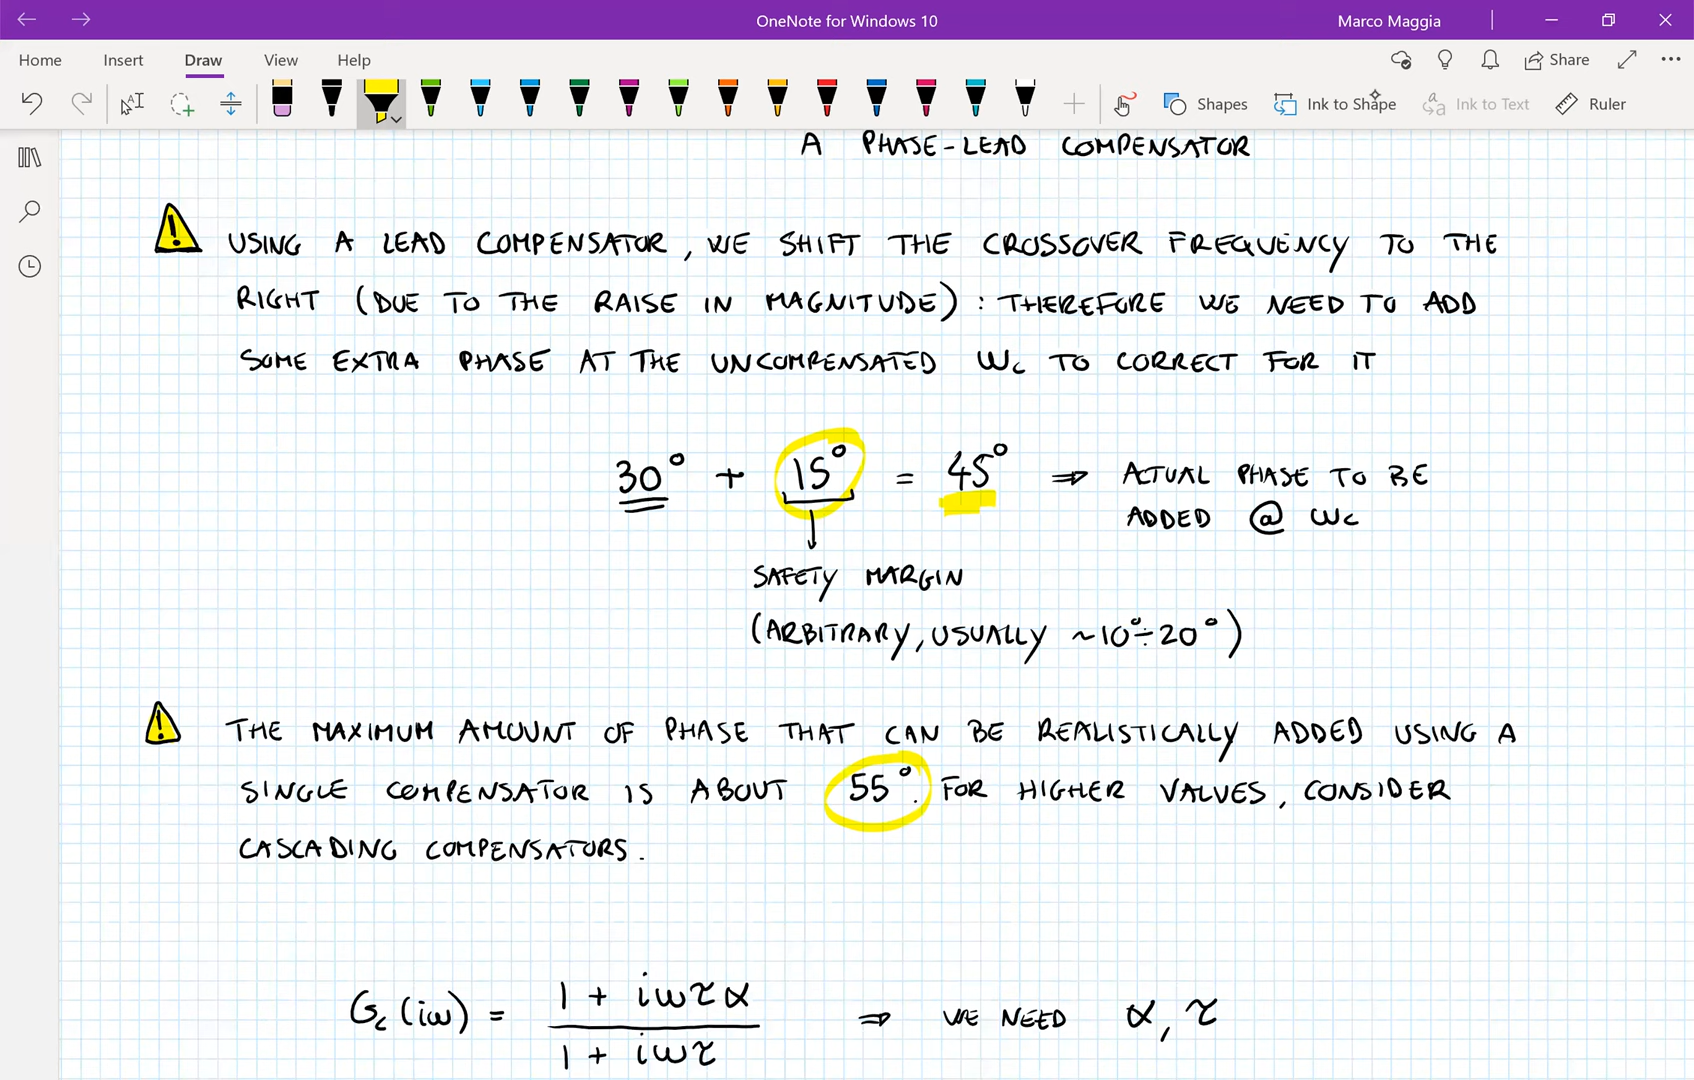 OneNote for Windows 10
Marco Maggia
Home Insert Draw View Help
Share
Shapes
Ink to Shape
Ink to Text
Ruler
A PHASE-LEAD COMPENSATOR
USING A LEAD COMPENSATOR, WE SHIFT THE CROSSOVER FREQUENCY TO THE
RIGHT (DUE TO THE RAISE IN MAGNITUDE) : THEREFORE WE NEED TO ADD
SOME EXTRA PHASE AT THE UNCOMPENSATED ωc TO CORRECT FOR IT
30° + 15° = 45° ⇒ ACTUAL PHASE TO BE
ADDED @ ωc
SAFETY MARGIN
(ARBITRARY, USUALLY ~10°÷20°)
THE MAXIMUM AMOUNT OF PHASE THAT CAN BE REALISTICALLY ADDED USING A
SINGLE COMPENSATOR IS ABOUT 55°. FOR HIGHER VALUES, CONSIDER
CASCADING COMPENSATORS.
Gc(iω) = 1 + iωτα / 1 + iωτ ⇒ WE NEED α, τ